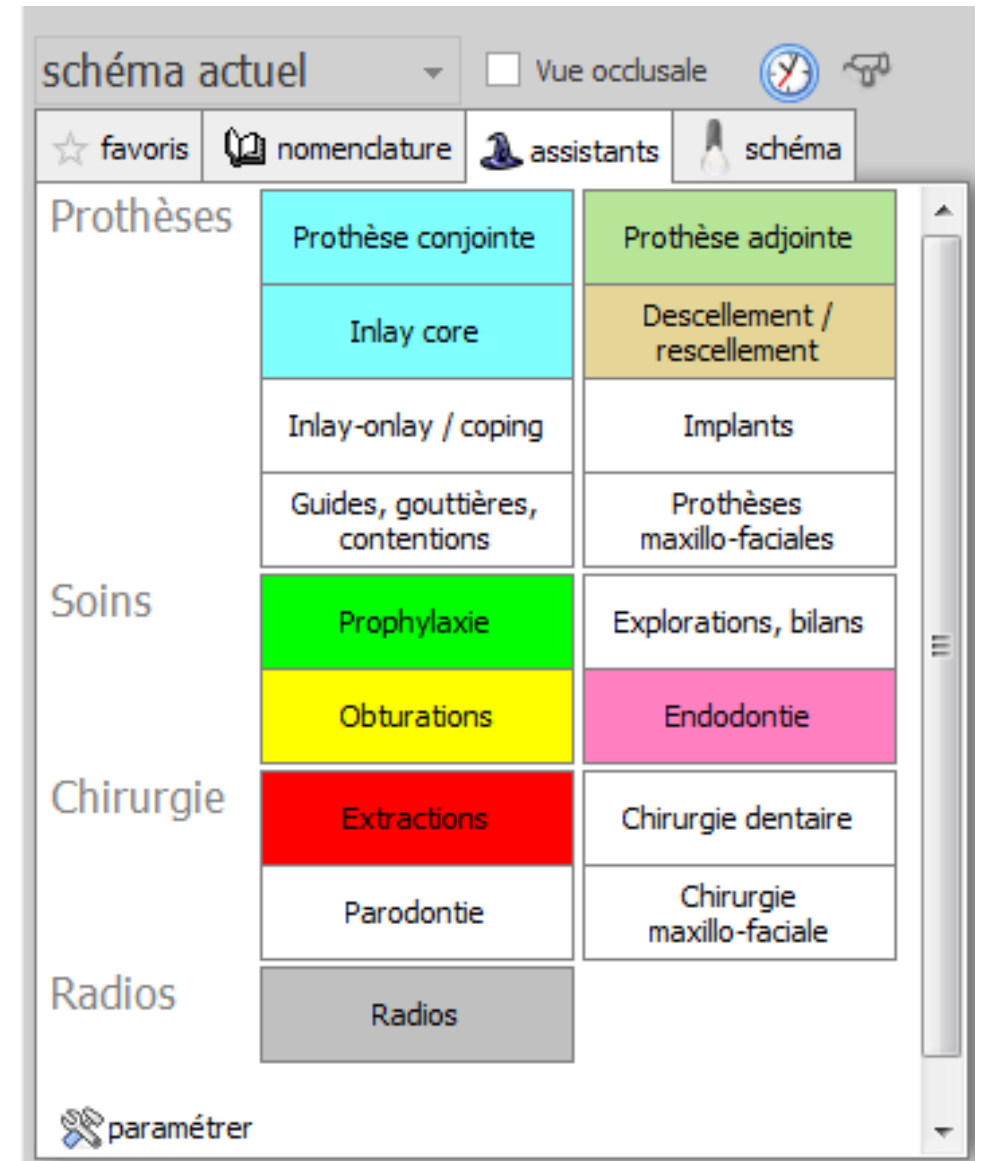 schéma actuel Vue occlusale
favoris nomenclature assistants schéma
Prothèses
Prothèse conjointe Prothèse adjointe
Inlay core
Descellement /
rescellement
Inlay-onlay / coping Implants
Guides, gouttières,
contentions
Prothèses
maxillo-faciales
Soins
Prophylaxie Explorations, bilans
Obturations Endodontie
Chirurgie
Extractions Chirurgie dentaire
Parodontie
Chirurgie
maxillo-faciale
Radios
Radios
paramétrer